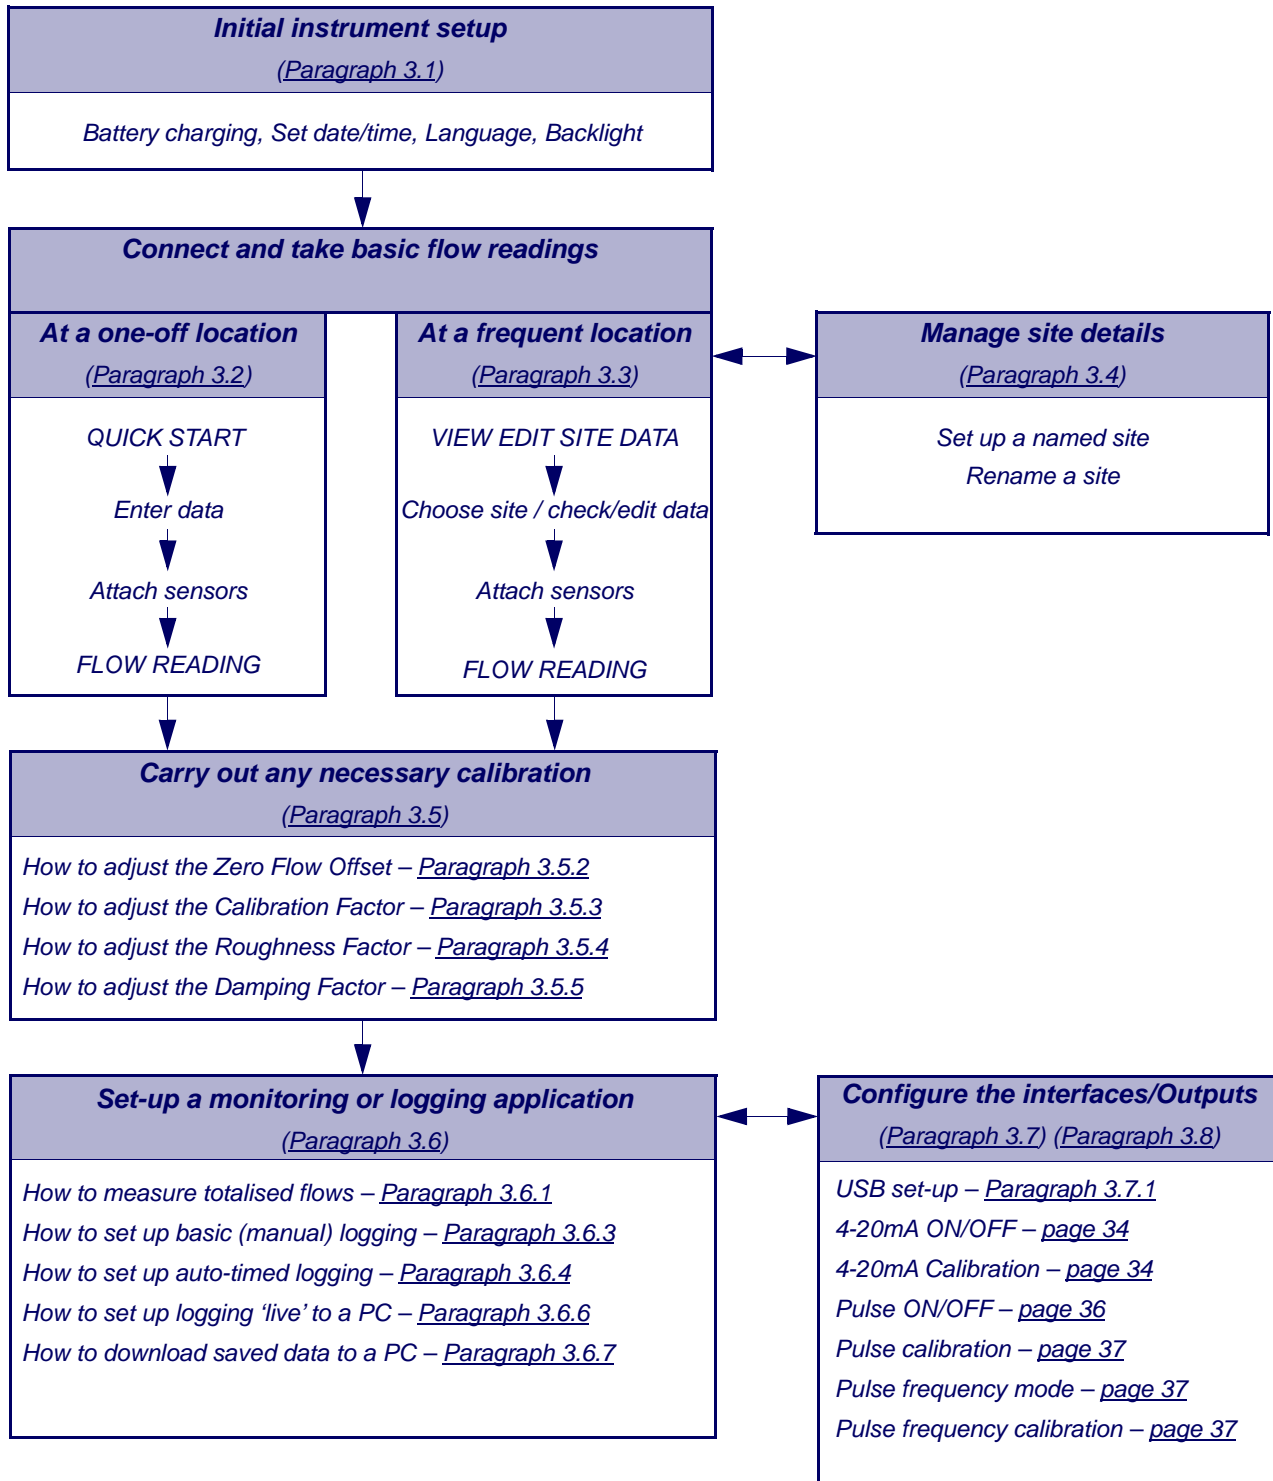 Initial instrument setup
(Paragraph 3.1)
Battery charging, Set date/time, Language, Backlight
Connect and take basic flow readings
At a one-off location
(Paragraph 3.2)
QUICK START
Enter data
Attach sensors
FLOW READING
At a frequent location
(Paragraph 3.3)
VIEW EDIT SITE DATA
Choose site / check/edit data
Attach sensors
FLOW READING
Manage site details
(Paragraph 3.4)
Set up a named site
Rename a site
Carry out any necessary calibration
(Paragraph 3.5)
How to adjust the Zero Flow Offset – Paragraph 3.5.2
How to adjust the Calibration Factor – Paragraph 3.5.3
How to adjust the Roughness Factor – Paragraph 3.5.4
How to adjust the Damping Factor – Paragraph 3.5.5
Set-up a monitoring or logging application
(Paragraph 3.6)
How to measure totalised flows – Paragraph 3.6.1
How to set up basic (manual) logging – Paragraph 3.6.3
How to set up auto-timed logging – Paragraph 3.6.4
How to set up logging ‘live’ to a PC – Paragraph 3.6.6
How to download saved data to a PC – Paragraph 3.6.7
Configure the interfaces/Outputs
(Paragraph 3.7) (Paragraph 3.8)
USB set-up – Paragraph 3.7.1
4-20mA ON/OFF – page 34
4-20mA Calibration – page 34
Pulse ON/OFF – page 36
Pulse calibration – page 37
Pulse frequency mode – page 37
Pulse frequency calibration – page 37